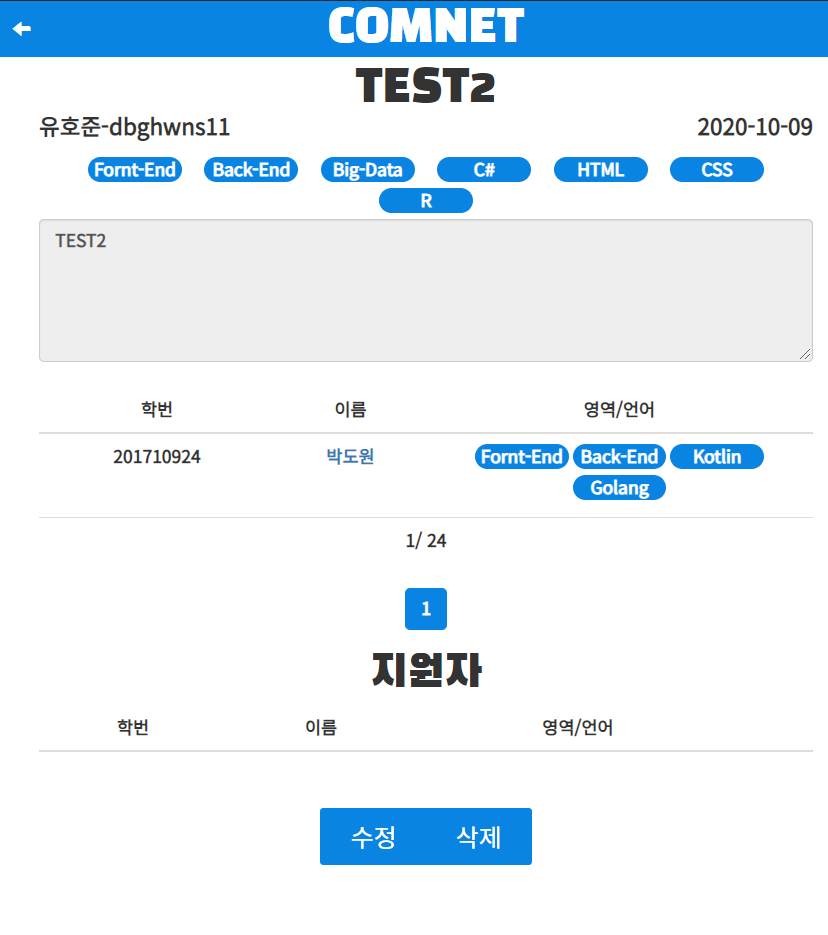 COMNET
TEST2
유호준-dbghwns11 2020-10-09
Fornt-End Back-End Big-Data C# HTML CSS
R
TEST2
학번 이름 영역/언어
201710924 박도원 Fornt-End Back-End Kotlin
Golang
1/ 24
1
지원자
학번 이름 영역/언어
수정 삭제